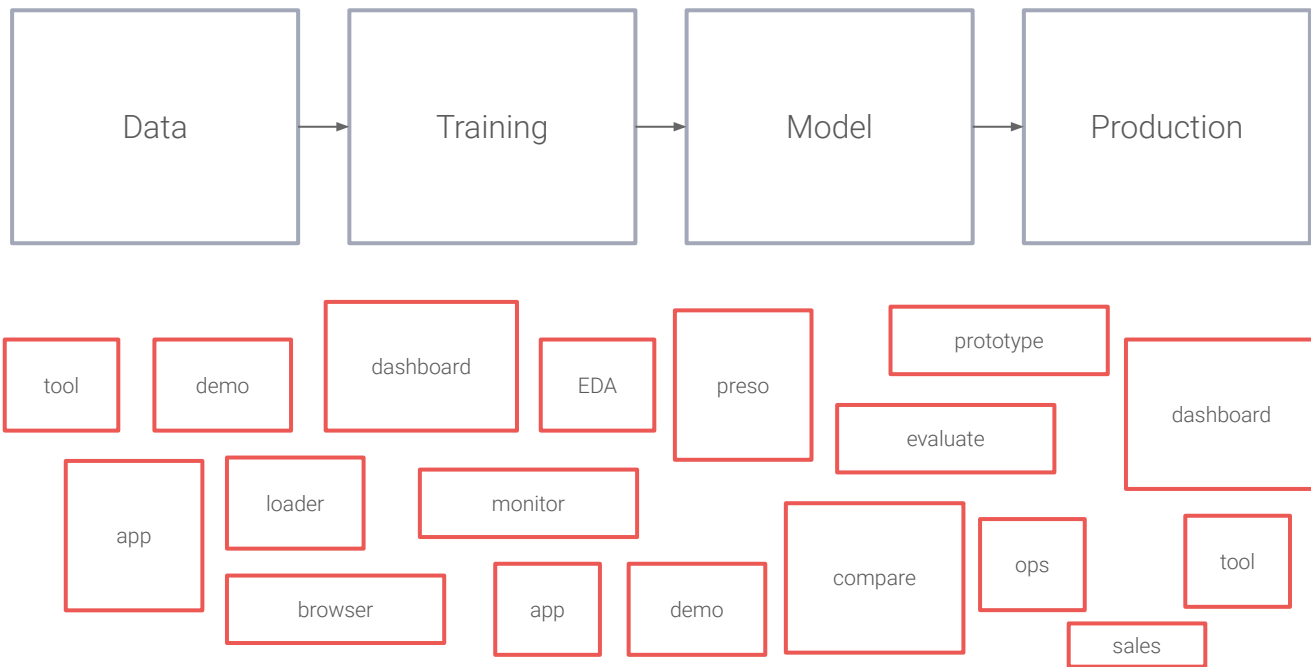 Data
Training
Model
Production
tool
demo
dashboard
EDA
preso
prototype
evaluate
dashboard
app
loader
monitor
browser
app
demo
compare
ops
tool
sales